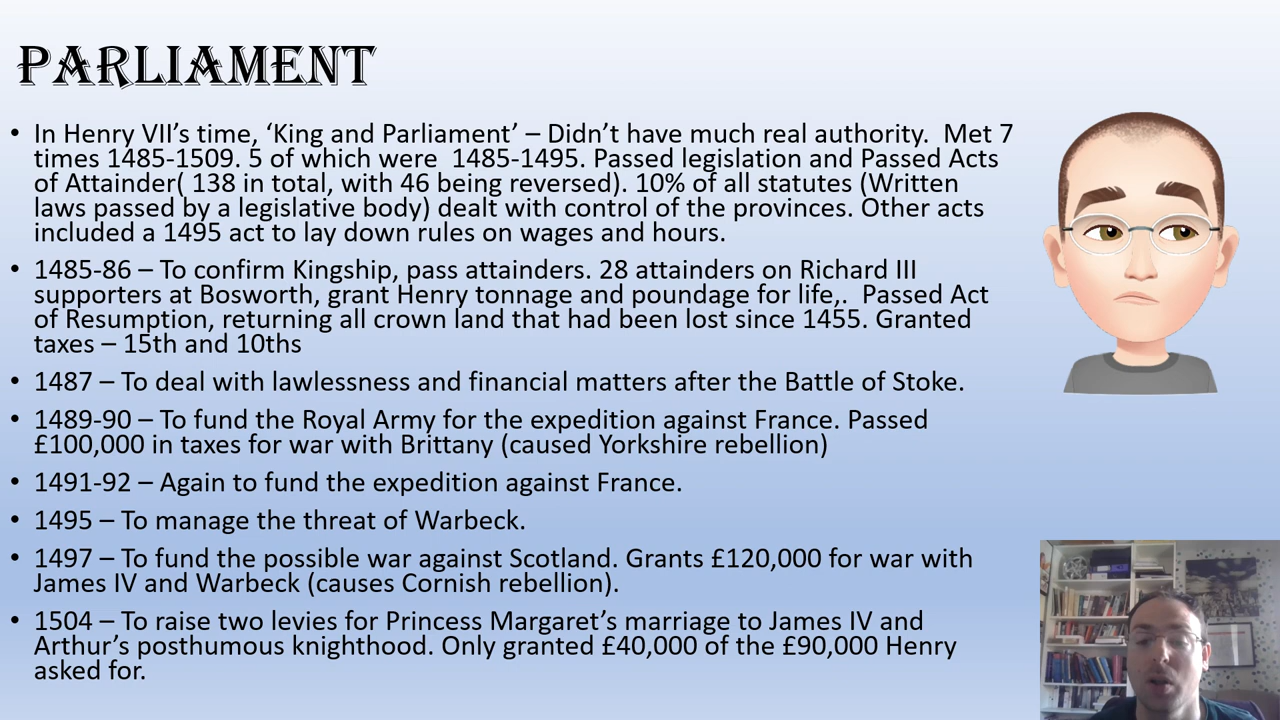 PARLIAMENT
• In Henry VII’s time, ‘King and Parliament’ – Didn’t have much real authority.  Met 7
times 1485-1509. 5 of which were  1485-1495. Passed legislation and Passed Acts
of Attainder( 138 in total, with 46 being reversed). 10% of all statutes (Written
laws passed by a legislative body) dealt with control of the provinces. Other acts
included a 1495 act to lay down rules on wages and hours.
• 1485-86 – To confirm Kingship, pass attainders. 28 attainders on Richard III
supporters at Bosworth, grant Henry tonnage and poundage for life,.  Passed Act
of Resumption, returning all crown land that had been lost since 1455. Granted
taxes – 15th and 10ths
• 1487 – To deal with lawlessness and financial matters after the Battle of Stoke.
• 1489-90 – To fund the Royal Army for the expedition against France. Passed
£100,000 in taxes for war with Brittany (caused Yorkshire rebellion)
• 1491-92 – Again to fund the expedition against France.
• 1495 – To manage the threat of Warbeck.
• 1497 – To fund the possible war against Scotland. Grants £120,000 for war with
James IV and Warbeck (causes Cornish rebellion).
• 1504 – To raise two levies for Princess Margaret’s marriage to James IV and
Arthur’s posthumous knighthood. Only granted £40,000 of the £90,000 Henry
asked for.